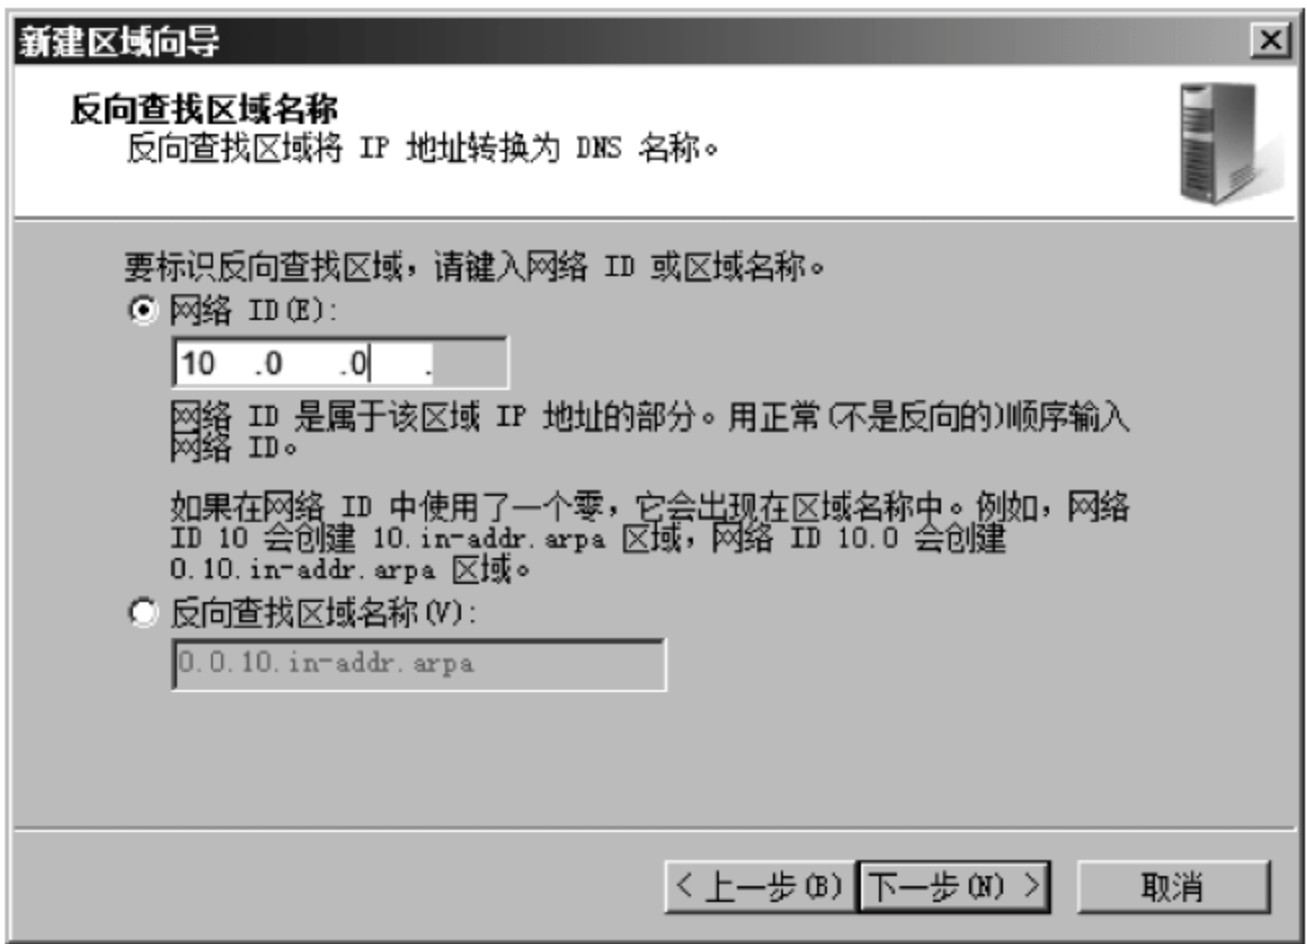 新建区域向导
反向查找区域名称
反向查找区域将 IP 地址转换为 DNS 名称。
要标识反向查找区域，请键入网络 ID 或区域名称。
网络 ID(E):
10 .0 .0 .
网络 ID 是属于该区域 IP 地址的部分。用正常(不是反向的)顺序输入
网络 ID。
如果在网络 ID 中使用了一个零，它会出现在区域名称中。例如，网络
ID 10 会创建 10.in-addr.arpa 区域，网络 ID 10.0 会创建
0.10.in-addr.arpa 区域。
反向查找区域名称(V):
0.0.10.in-addr.arpa
< 上一步(B) 下一步(N) > 取消